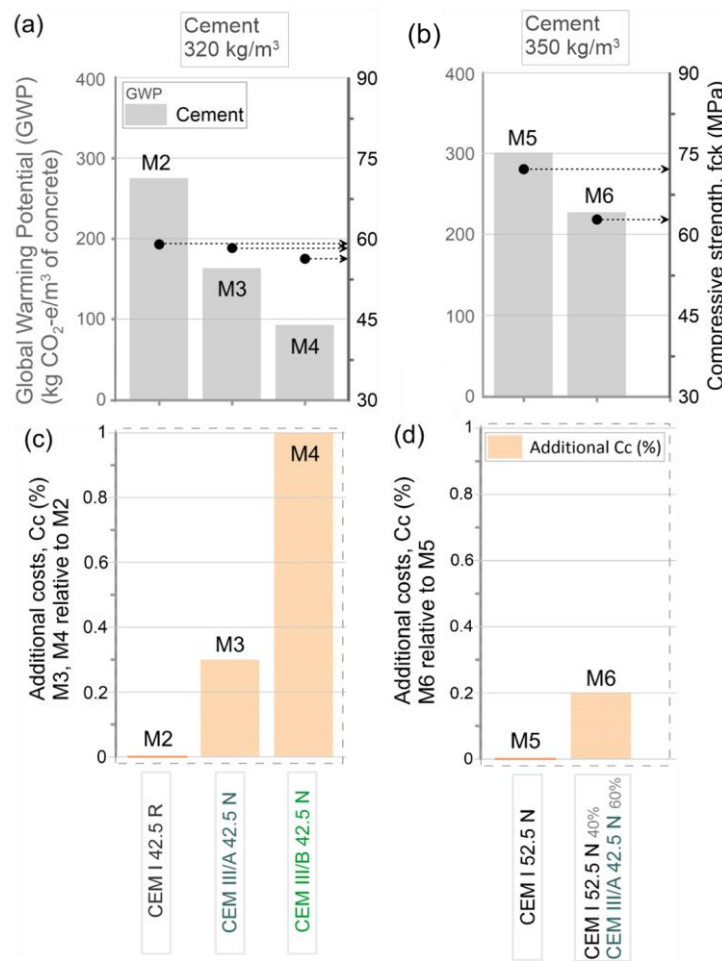 (a)
Cement
320 kg/m³
Global Warming Potential (GWP)
(kg CO₂-e/m³ of concrete)
400
300
200
100
0
GWP
Cement
M2
M3
M4
90
75
60
45
30
(b)
Cement
350 kg/m³
400
300
200
100
0
M5
M6
90
75
60
45
30
Compressive strength, fck (MPa)
(c)
Additional costs, Cc (%)
M3, M4 relative to M2
1
0.8
0.6
0.4
0.2
0
M2
M3
M4
CEM I 42.5 R
CEM III/A 42.5 N
CEM III/B 42.5 N
(d)
Additional costs, Cc (%)
M6 relative to M5
1
0.8
0.6
0.4
0.2
0
Additional Cc (%)
M5
M6
CEM I 52.5 N
CEM I 52.5 N 40%
CEM III/A 42.5 N 60%